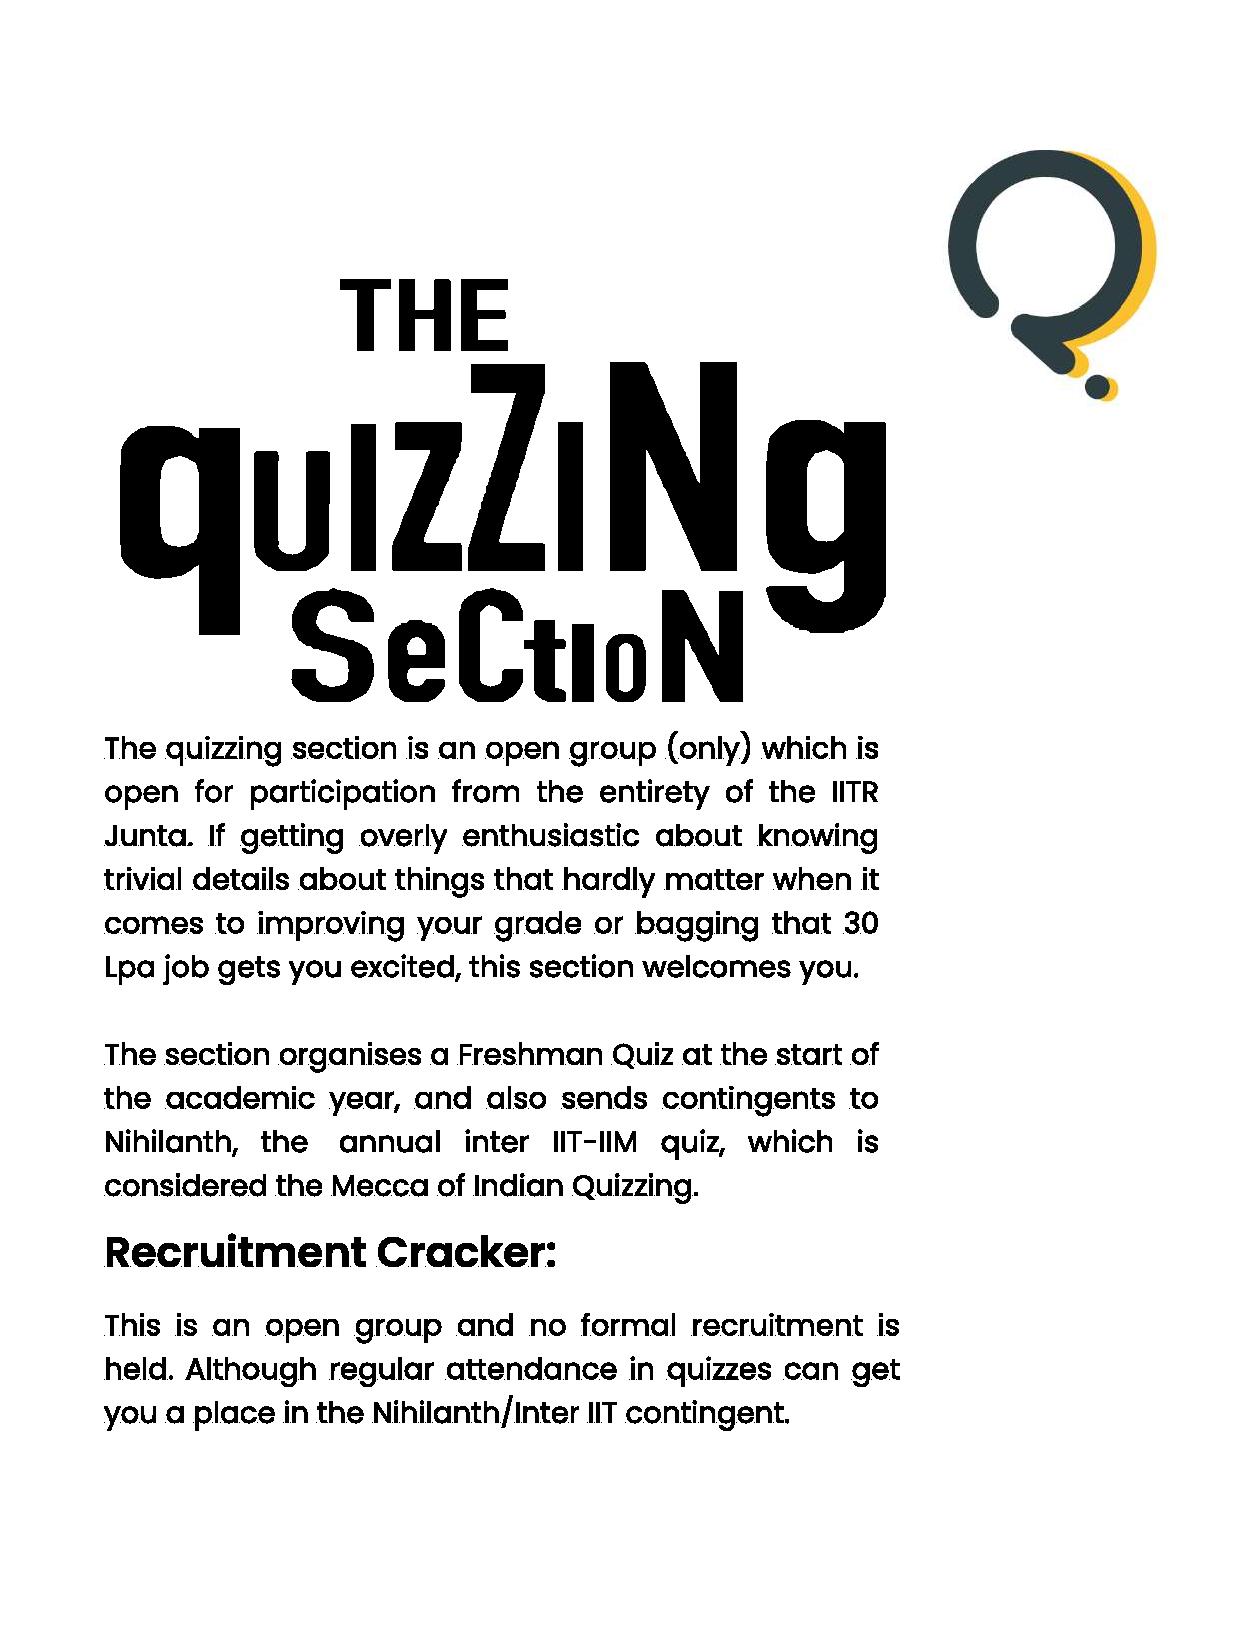 THE
quIZZINg
SeCtIoN
The quizzing section is an open group (only) which is
open for participation from the entirety of the IITR
Junta. If getting overly enthusiastic about knowing
trivial details about things that hardly matter when it
comes to improving your grade or bagging that 30
Lpa job gets you excited, this section welcomes you.
The section organises a Freshman Quiz at the start of
the academic year, and also sends contingents to
Nihilanth, the annual inter IIT-IIM quiz, which is
considered the Mecca of Indian Quizzing.
Recruitment Cracker:
This is an open group and no formal recruitment is
held. Although regular attendance in quizzes can get
you a place in the Nihilanth/Inter IIT contingent.